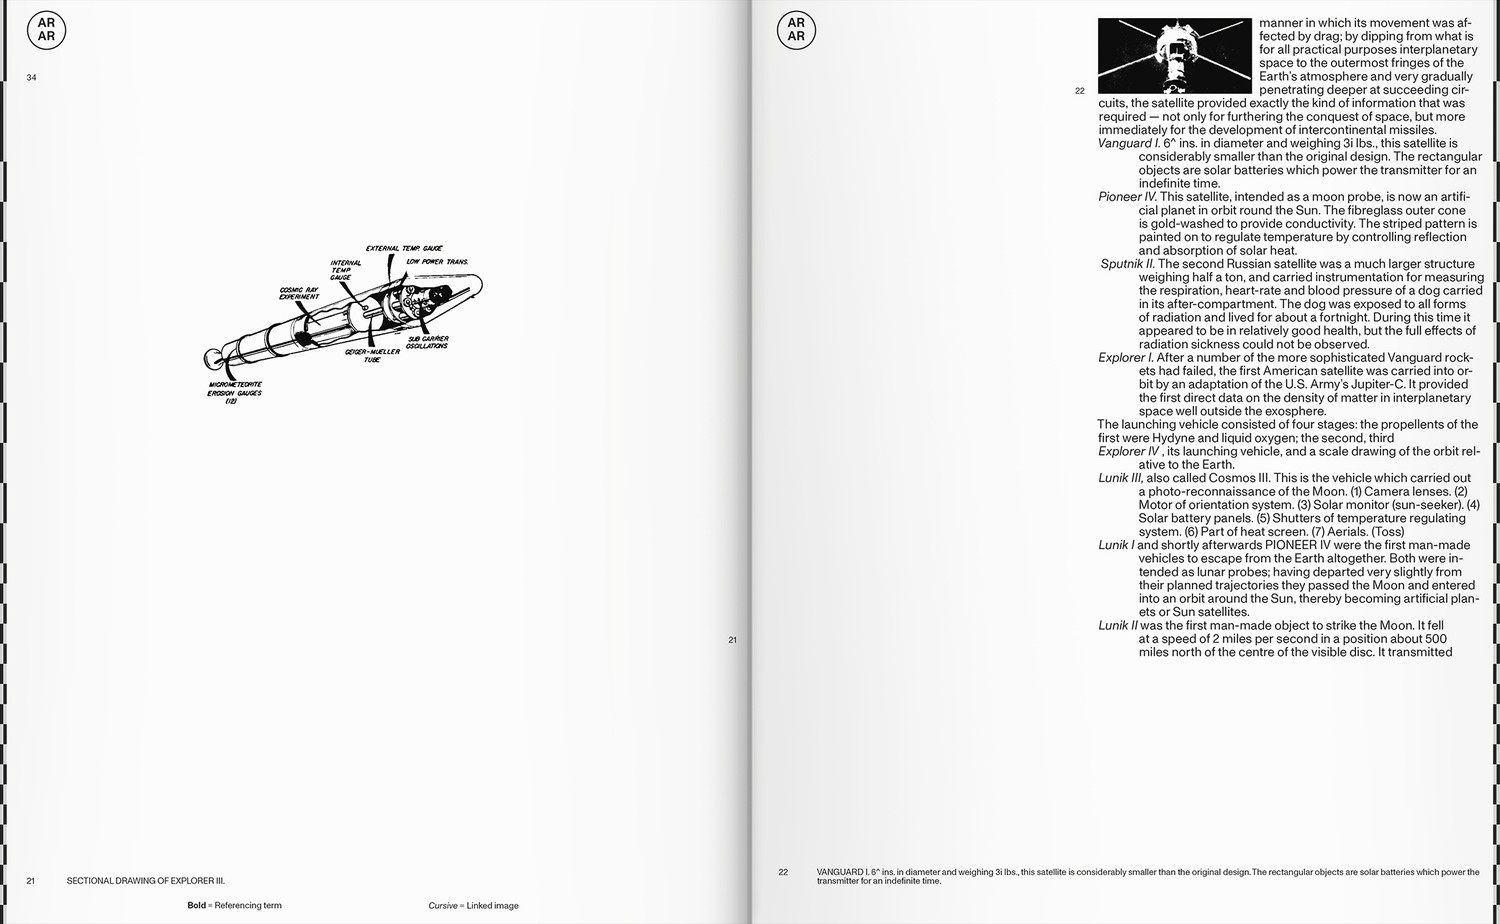 AR
AR
34
EXTERNAL TEMP. GAUGE
INTERNAL
TEMP
GAUGE
LOW POWER TRANS.
COSMIC RAY
EXPERIMENT
SUB CARRIER
OSCILLATIONS
GEIGER-MUELLER
TUBE
MICROMETEORITE
EROSION GAUGES
(12)
21
21 SECTIONAL DRAWING OF EXPLORER III.
Bold = Referencing term
Cursive = Linked image
AR
AR
22
manner in which its movement was af-
fected by drag; by dipping from what is
for all practical purposes interplanetary
space to the outermost fringes of the
Earth's atmosphere and very gradually
penetrating deeper at succeeding cir-
cuits, the satellite provided exactly the kind of information that was
required — not only for furthering the conquest of space, but more
immediately for the development of intercontinental missiles.
Vanguard I. 6^ ins. in diameter and weighing 3i lbs., this satellite is
considerably smaller than the original design. The rectangular
objects are solar batteries which power the transmitter for an
indefinite time.
Pioneer IV. This satellite, intended as a moon probe, is now an artifi-
cial planet in orbit round the Sun. The fibreglass outer cone
is gold-washed to provide conductivity. The striped pattern is
painted on to regulate temperature by controlling reflection
and absorption of solar heat.
Sputnik II. The second Russian satellite was a much larger structure
weighing half a ton, and carried instrumentation for measuring
the respiration, heart-rate and blood pressure of a dog carried
in its after-compartment. The dog was exposed to all forms
of radiation and lived for about a fortnight. During this time it
appeared to be in relatively good health, but the full effects of
radiation sickness could not be observed.
Explorer I. After a number of the more sophisticated Vanguard rock-
ets had failed, the first American satellite was carried into or-
bit by an adaptation of the U.S. Army's Jupiter-C. It provided
the first direct data on the density of matter in interplanetary
space well outside the exosphere.
The launching vehicle consisted of four stages: the propellents of the
first were Hydyne and liquid oxygen; the second, third
Explorer IV , its launching vehicle, and a scale drawing of the orbit rel-
ative to the Earth.
Lunik III, also called Cosmos III. This is the vehicle which carried out
a photo-reconnaissance of the Moon. (1) Camera lenses. (2)
Motor of orientation system. (3) Solar monitor (sun-seeker). (4)
Solar battery panels. (5) Shutters of temperature regulating
system. (6) Part of heat screen. (7) Aerials. (Toss)
Lunik I and shortly afterwards PIONEER IV were the first man-made
vehicles to escape from the Earth altogether. Both were in-
tended as lunar probes; having departed very slightly from
their planned trajectories they passed the Moon and entered
into an orbit around the Sun, thereby becoming artificial plan-
ets or Sun satellites.
Lunik II was the first man-made object to strike the Moon. It fell
at a speed of 2 miles per second in a position about 500
miles north of the centre of the visible disc. It transmitted
22 VANGUARD I. 6^ ins. in diameter and weighing 3i lbs., this satellite is considerably smaller than the original design. The rectangular objects are solar batteries which power the
transmitter for an indefinite time.